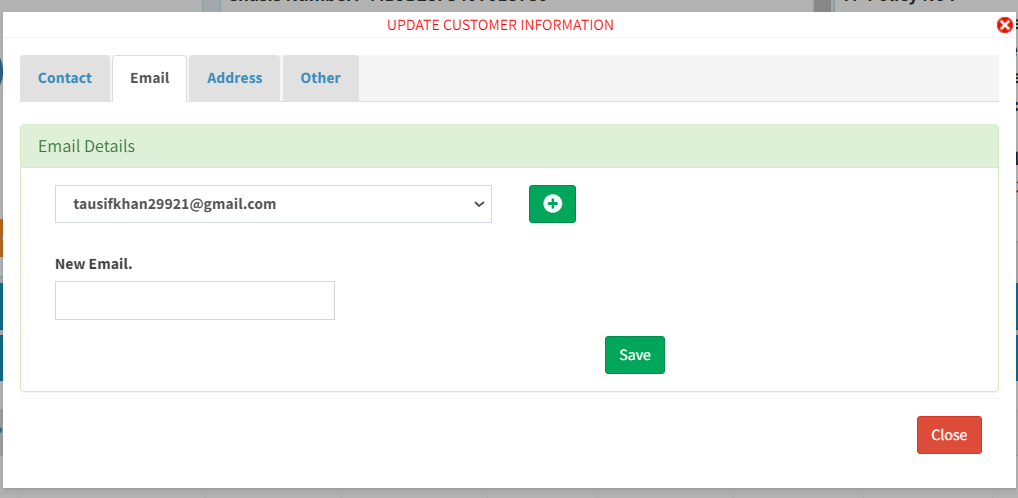 UPDATE CUSTOMER INFORMATION
Contact
Email
Address
Other
Email Details
tausifkhan29921@gmail.com
New Email.
Save
Close